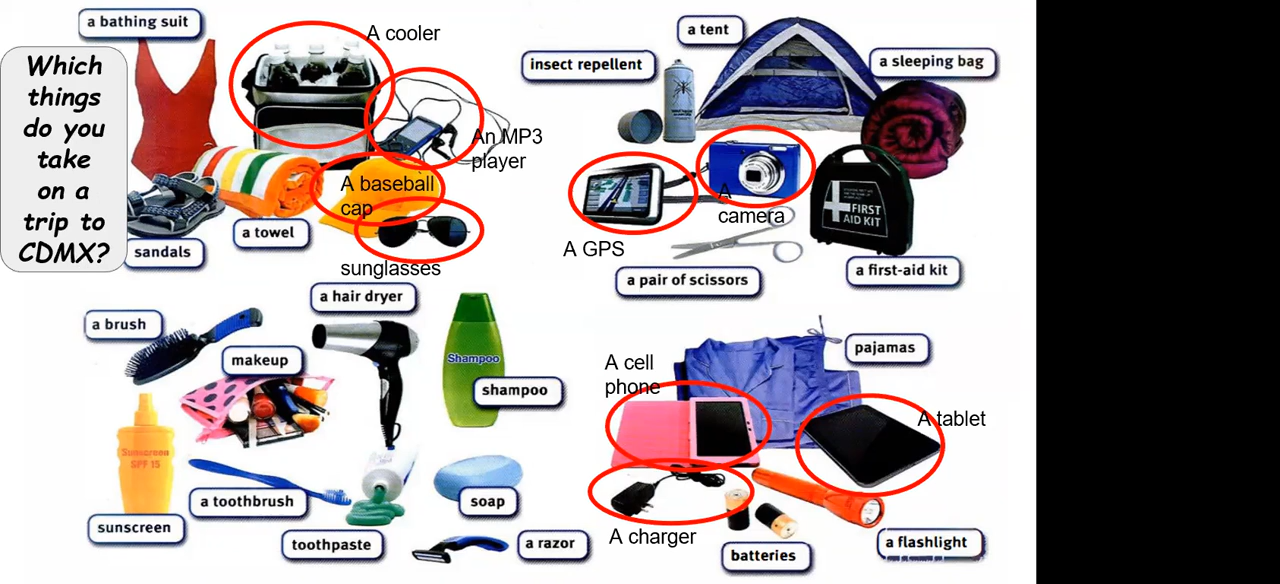 a bathing suit
A cooler
Which
things
do you
take
on a
trip to
CDMX?
An MP3
player
A baseball
cap
sandals
a towel
sunglasses
a tent
insect repellent
a sleeping bag
A
camera
FIRST
AID KIT
A GPS
a pair of scissors
a first-aid kit
a hair dryer
a brush
makeup
Shampoo
shampoo
Sunscreen
SPF 15
a toothbrush
soap
sunscreen
toothpaste
a razor
pajamas
A cell
phone
A tablet
A charger
batteries
a flashlight